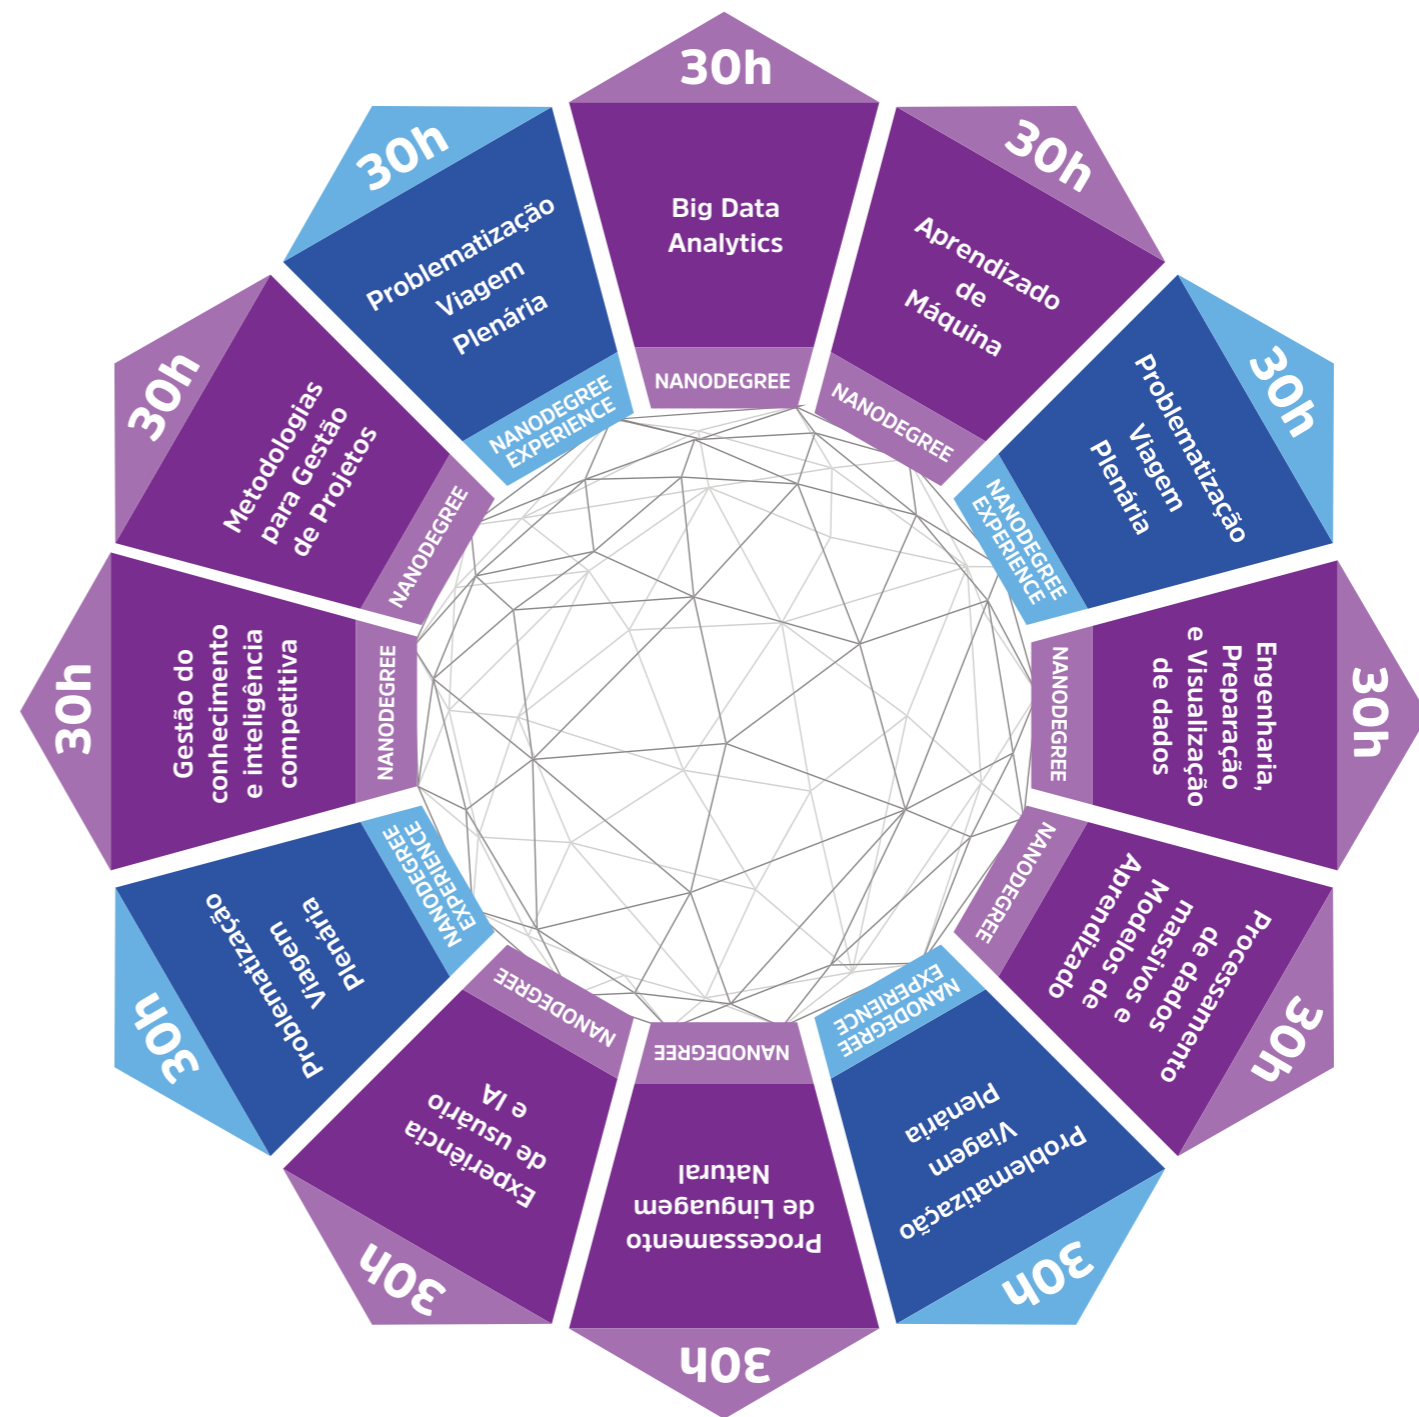 30h
Big Data
Analytics
NANODEGREE
30h
Aprendizado
de
Máquina
NANODEGREE
30h
Problematização
Viagem
Plenária
NANODEGREE
EXPERIENCE
30h
Engenharia,
Preparação
e Visualização
de dados
NANODEGREE
30h
Processamento
de dados
massivos e
Modelos de
Aprendizado
NANODEGREE
30h
Problematização
Viagem
Plenária
NANODEGREE
EXPERIENCE
30h
Processamento
de Linguagem
Natural
NANODEGREE
30h
Experiência
de usuário
e IA
NANODEGREE
30h
Problematização
Viagem
Plenária
NANODEGREE
EXPERIENCE
30h
Gestão do
conhecimento
e inteligência
competitiva
NANODEGREE
30h
Metodologias
para Gestão
de Projetos
NANODEGREE
30h
Problematização
Viagem
Plenária
NANODEGREE
EXPERIENCE